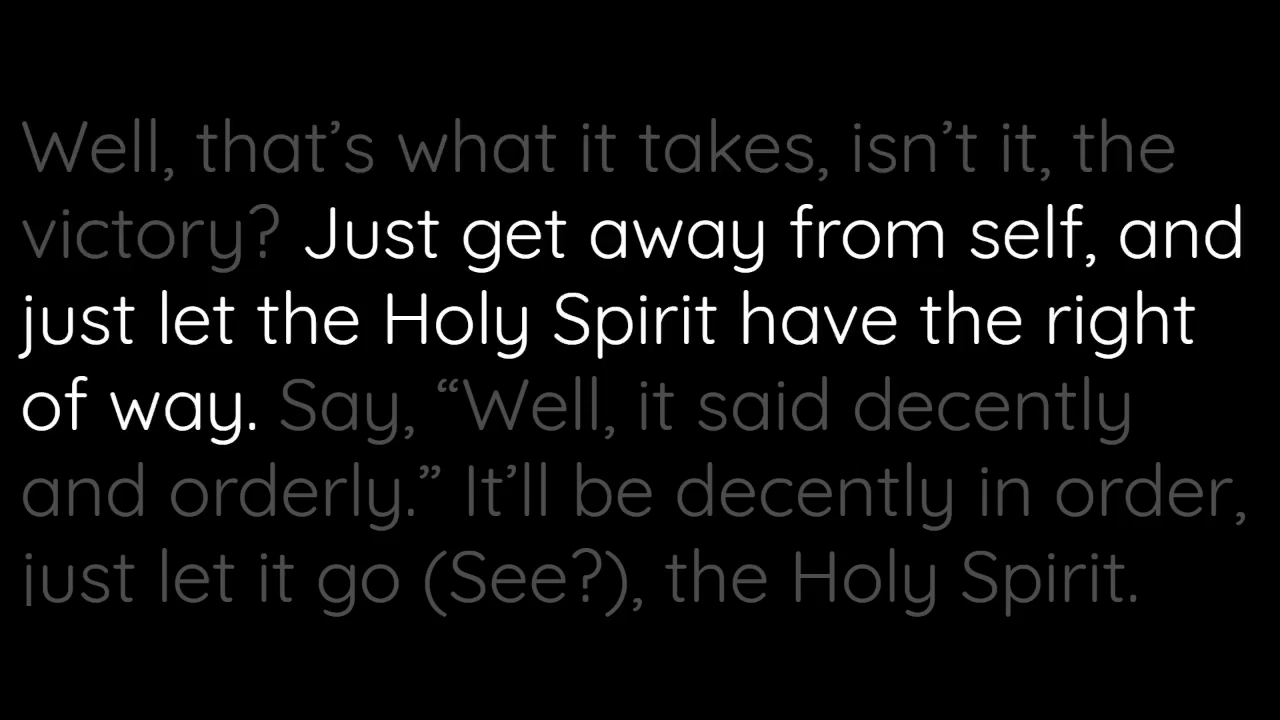 Well, that’s what it takes, isn’t it, the
victory? Just get away from self, and
just let the Holy Spirit have the right
of way. Say, “Well, it said decently
and orderly.” It’ll be decently in order,
just let it go (See?), the Holy Spirit.